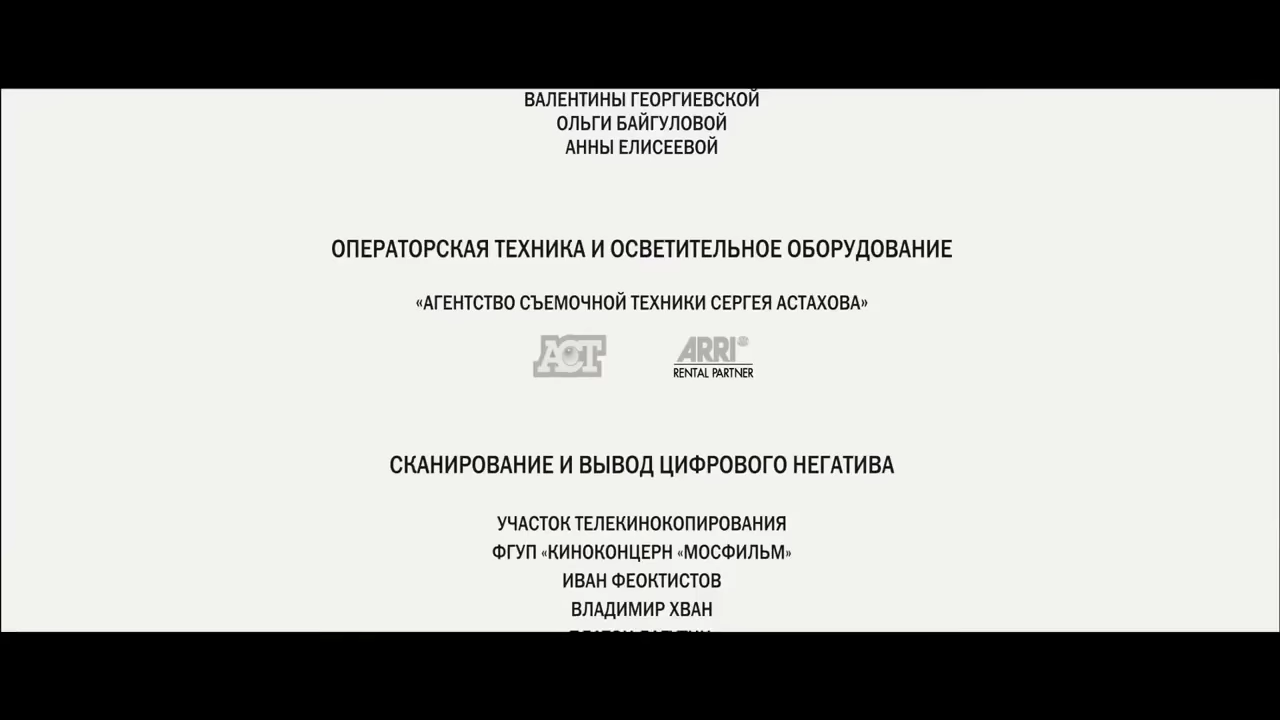 ВАЛЕНТИНЫ ГЕОРГИЕВСКОЙ
ОЛЬГИ БАЙГУЛОВОЙ
АННЫ ЕЛИСЕЕВОЙ
ОПЕРАТОРСКАЯ ТЕХНИКА И ОСВЕТИТЕЛЬНОЕ ОБОРУДОВАНИЕ
«АГЕНТСТВО СЪЕМОЧНОЙ ТЕХНИКИ СЕРГЕЯ АСТАХОВА»
АСТ
ARRI®
RENTAL PARTNER
СКАНИРОВАНИЕ И ВЫВОД ЦИФРОВОГО НЕГАТИВА
УЧАСТОК ТЕЛЕКИНОКОПИРОВАНИЯ
ФГУП «КИНОКОНЦЕРН «МОСФИЛЬМ»
ИВАН ФЕОКТИСТОВ
ВЛАДИМИР ХВАН